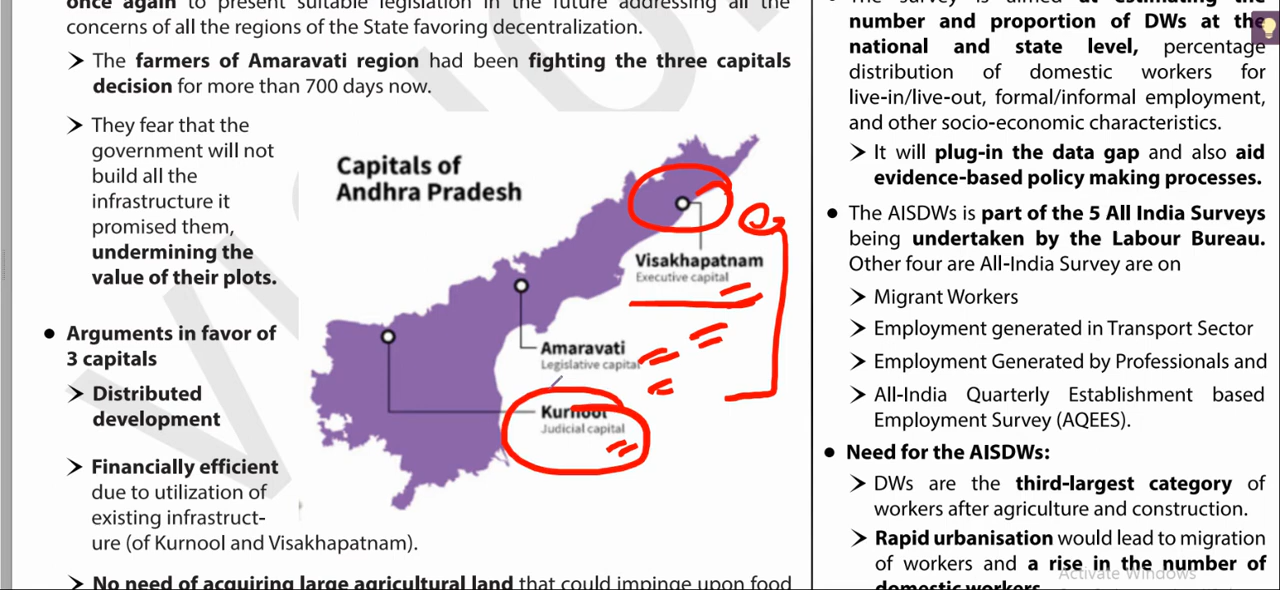 once again to present suitable legislation in the future addressing all the
concerns of all the regions of the State favoring decentralization.
➤ The farmers of Amaravati region had been fighting the three capitals
decision for more than 700 days now.
➤ They fear that the
government will not
build all the
infrastructure it
promised them,
undermining the
value of their plots.
Capitals of
Andhra Pradesh
Visakhapatnam
Executive capital
Amaravati
Legislative capital
Kurnool
Judicial capital
● Arguments in favor of
3 capitals
➤ Distributed
development
➤ Financially efficient
due to utilization of
existing infrastruct-
ure (of Kurnool and Visakhapatnam).
➤ No need of acquiring large agricultural land that could impinge upon food
The survey is aimed at estimating the
number and proportion of DWs at the
national and state level, percentage
distribution of domestic workers for
live-in/live-out, formal/informal employment,
and other socio-economic characteristics.
➤ It will plug-in the data gap and also aid
evidence-based policy making processes.
● The AISDWs is part of the 5 All India Surveys
being undertaken by the Labour Bureau.
Other four are All-India Survey are on
➤ Migrant Workers
➤ Employment generated in Transport Sector
➤ Employment Generated by Professionals and
➤ All-India Quarterly Establishment based
Employment Survey (AQEES).
● Need for the AISDWs:
➤ DWs are the third-largest category of
workers after agriculture and construction.
➤ Rapid urbanisation would lead to migration
of workers and a rise in the number of
domestic workers
Activate Windows